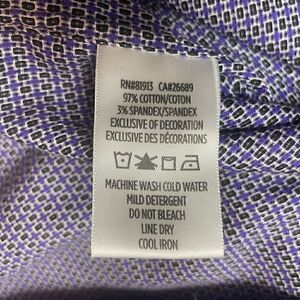 RN#81913 CA#26689
97% COTTON/COTON
3% SPANDEX/SPANDEX
EXCLUSIVE OF DECORATION
EXCLUSIVE DES DÉCORATIONS
MACHINE WASH COLD WATER
MILD DETERGENT
DO NOT BLEACH
LINE DRY
COOL IRON